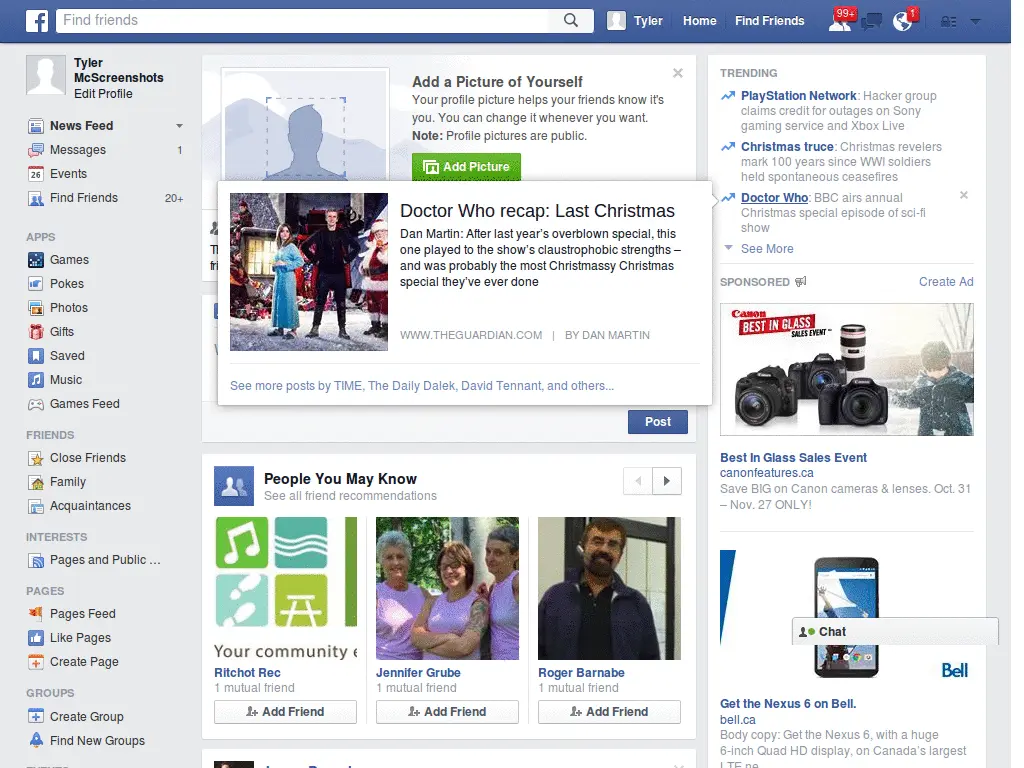 Find friends
Tyler
Home
Find Friends
99+
1
Tyler
McScreenshots
Edit Profile
News Feed
Messages
1
26
Events
Find Friends
20+
APPS
Games
Pokes
Photos
Gifts
Saved
Music
Games Feed
FRIENDS
Close Friends
Family
Acquaintances
INTERESTS
Pages and Public ...
PAGES
Pages Feed
Like Pages
Create Page
GROUPS
Create Group
Find New Groups
Add a Picture of Yourself
Your profile picture helps your friends know it's
you. You can change it whenever you want.
Note: Profile pictures are public.
Add Picture
Doctor Who recap: Last Christmas
Dan Martin: After last year's overblown special, this
one played to the show's claustrophobic strengths –
and was probably the most Christmassy Christmas
special they've ever done
WWW.THEGUARDIAN.COM | BY DAN MARTIN
See more posts by TIME, The Daily Dalek, David Tennant, and others...
Post
People You May Know
See all friend recommendations
Your community
Ritchot Rec
1 mutual friend
Add Friend
Jennifer Grube
1 mutual friend
Add Friend
Roger Barnabe
1 mutual friend
Add Friend
TRENDING
PlayStation Network: Hacker group
claims credit for outages on Sony
gaming service and Xbox Live
Christmas truce: Christmas revelers
mark 100 years since WWI soldiers
held spontaneous ceasefires
Doctor Who: BBC airs annual
Christmas special episode of sci-fi
show
See More
SPONSORED
Create Ad
Canon
BEST IN GLASS
SALES EVENT
Best In Glass Sales Event
canonfeatures.ca
Save BIG on Canon cameras & lenses. Oct. 31
– Nov. 27 ONLY!
Chat
Bell
Get the Nexus 6 on Bell.
bell.ca
Body copy: Get the Nexus 6, with a huge
6-inch Quad HD display, on Canada's largest